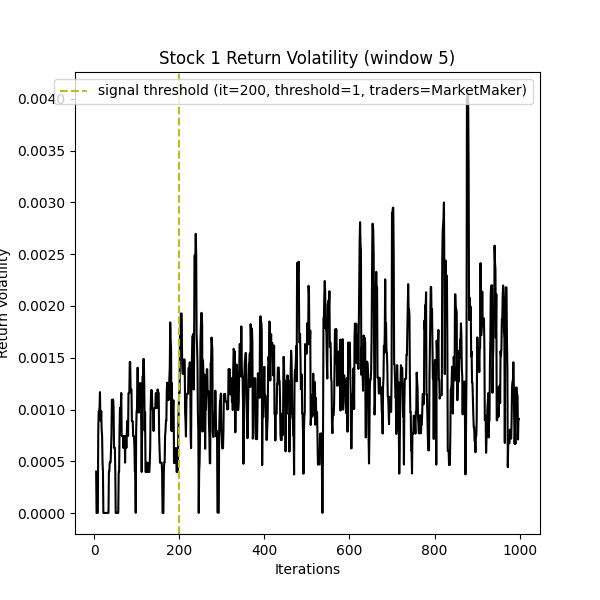 Stock 1 Return Volatility (window 5)
signal threshold (it=200, threshold=1, traders=MarketMaker)
0.0040
0.0035
0.0030
0.0025
0.0020
0.0015
0.0010
0.0005
0.0000
Return Volatility
0 200 400 600 800 1000
Iterations